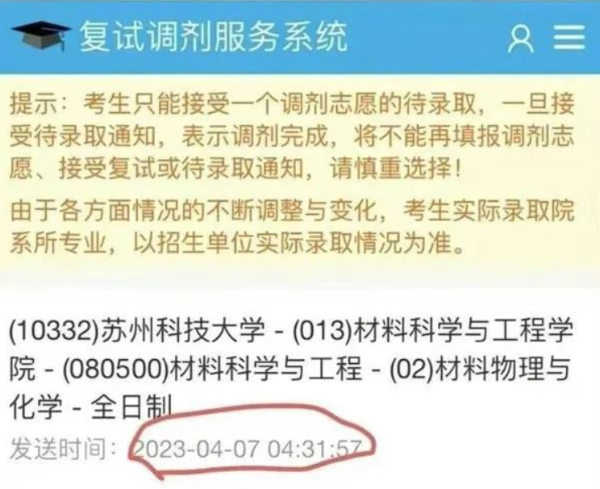 复试调剂服务系统
提示：考生只能接受一个调剂志愿的待录取，一旦接
受待录取通知，表示调剂完成，将不能再填报调剂志
愿、接受复试或待录取通知，请慎重选择！
由于各方面情况的不断调整与变化，考生实际录取院
系所专业，以招生单位实际录取情况为准。
(10332)苏州科技大学 - (013)材料科学与工程学
院 - (080500)材料科学与工程 - (02)材料物理与
化学 - 全日制
发送时间：2023-04-07 04:31:57